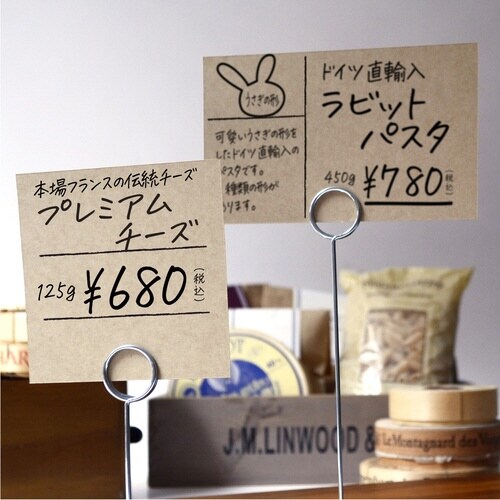 本場フランスの伝統チーズ
プレミアム
チーズ
125g ¥680 (税込)
うさぎの形
可愛いうさぎの形を
したドイツ直輸入の
パスタです。
種類の形が
ります。
ドイツ直輸入
ラビット
パスタ
450g ¥780 (税込)
J.M.LINWOOD &
Le Montagnard des